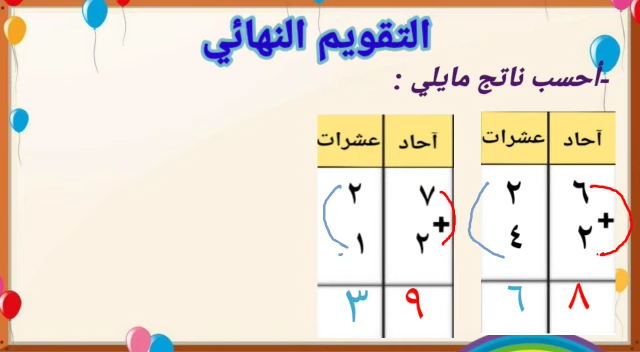 التقويم النهائي
-أحسب ناتج مايلي :
آحاد عشرات
٦ ٢
+
٢ ٤
٨ ٦
آحاد عشرات
٧ ٢
+
٢ ١
٩ ٣